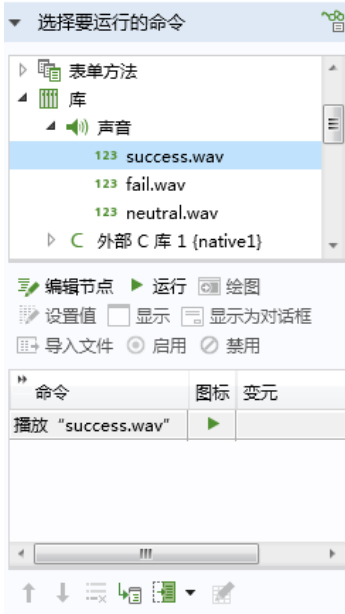 选择要运行的命令
表单方法
库
声音
123 success.wav
123 fail.wav
123 neutral.wav
C 外部 C 库 1 {native1}
编辑节点 运行 绘图
设置值 显示 显示为对话框
导入文件 启用 禁用
命令 图标 变元
播放 “success.wav”